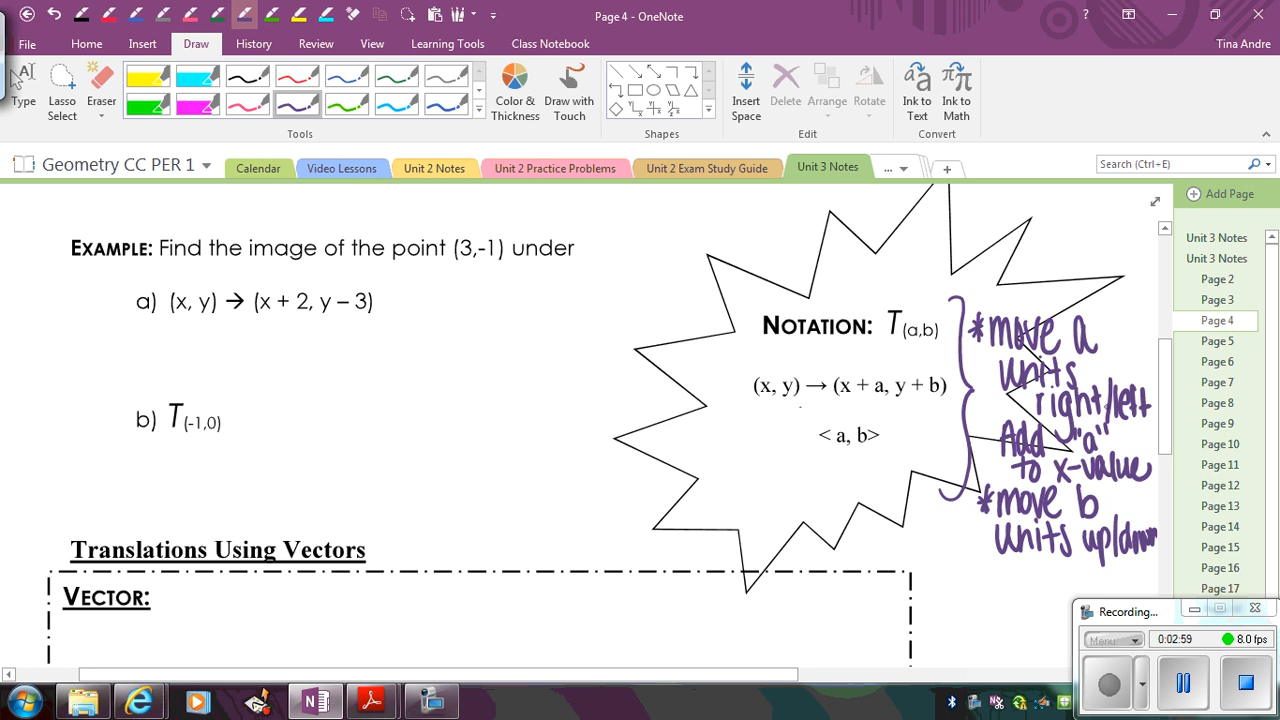 Page 4 - OneNote
?
File
Home
Insert
Draw
History
Review
View
Learning Tools
Class Notebook
Tina Andre
Type
Lasso Select
Eraser
Color & Thickness
Draw with Touch
Insert Space
Delete
Arrange
Rotate
Ink to Text
Ink to Math
Tools
Shapes
Edit
Convert
Geometry CC PER 1
Calendar
Video Lessons
Unit 2 Notes
Unit 2 Practice Problems
Unit 2 Exam Study Guide
Unit 3 Notes
...
Search (Ctrl+E)
EXAMPLE: Find the image of the point (3,-1) under
a) (x, y) → (x + 2, y – 3)
b) T(-1,0)
NOTATION: T(a,b)
(x, y) → (x + a, y + b)
< a, b>
*move a
units
right/left
Add "a"
to x-value
*move b
units up/down
Translations Using Vectors
VECTOR:
Add Page
Unit 3 Notes
Unit 3 Notes
Page 2
Page 3
Page 4
Page 5
Page 6
Page 7
Page 8
Page 9
Page 10
Page 11
Page 12
Page 13
Page 14
Page 15
Page 16
Page 17
Recording...
Menu
0:02:59
8.0 fps